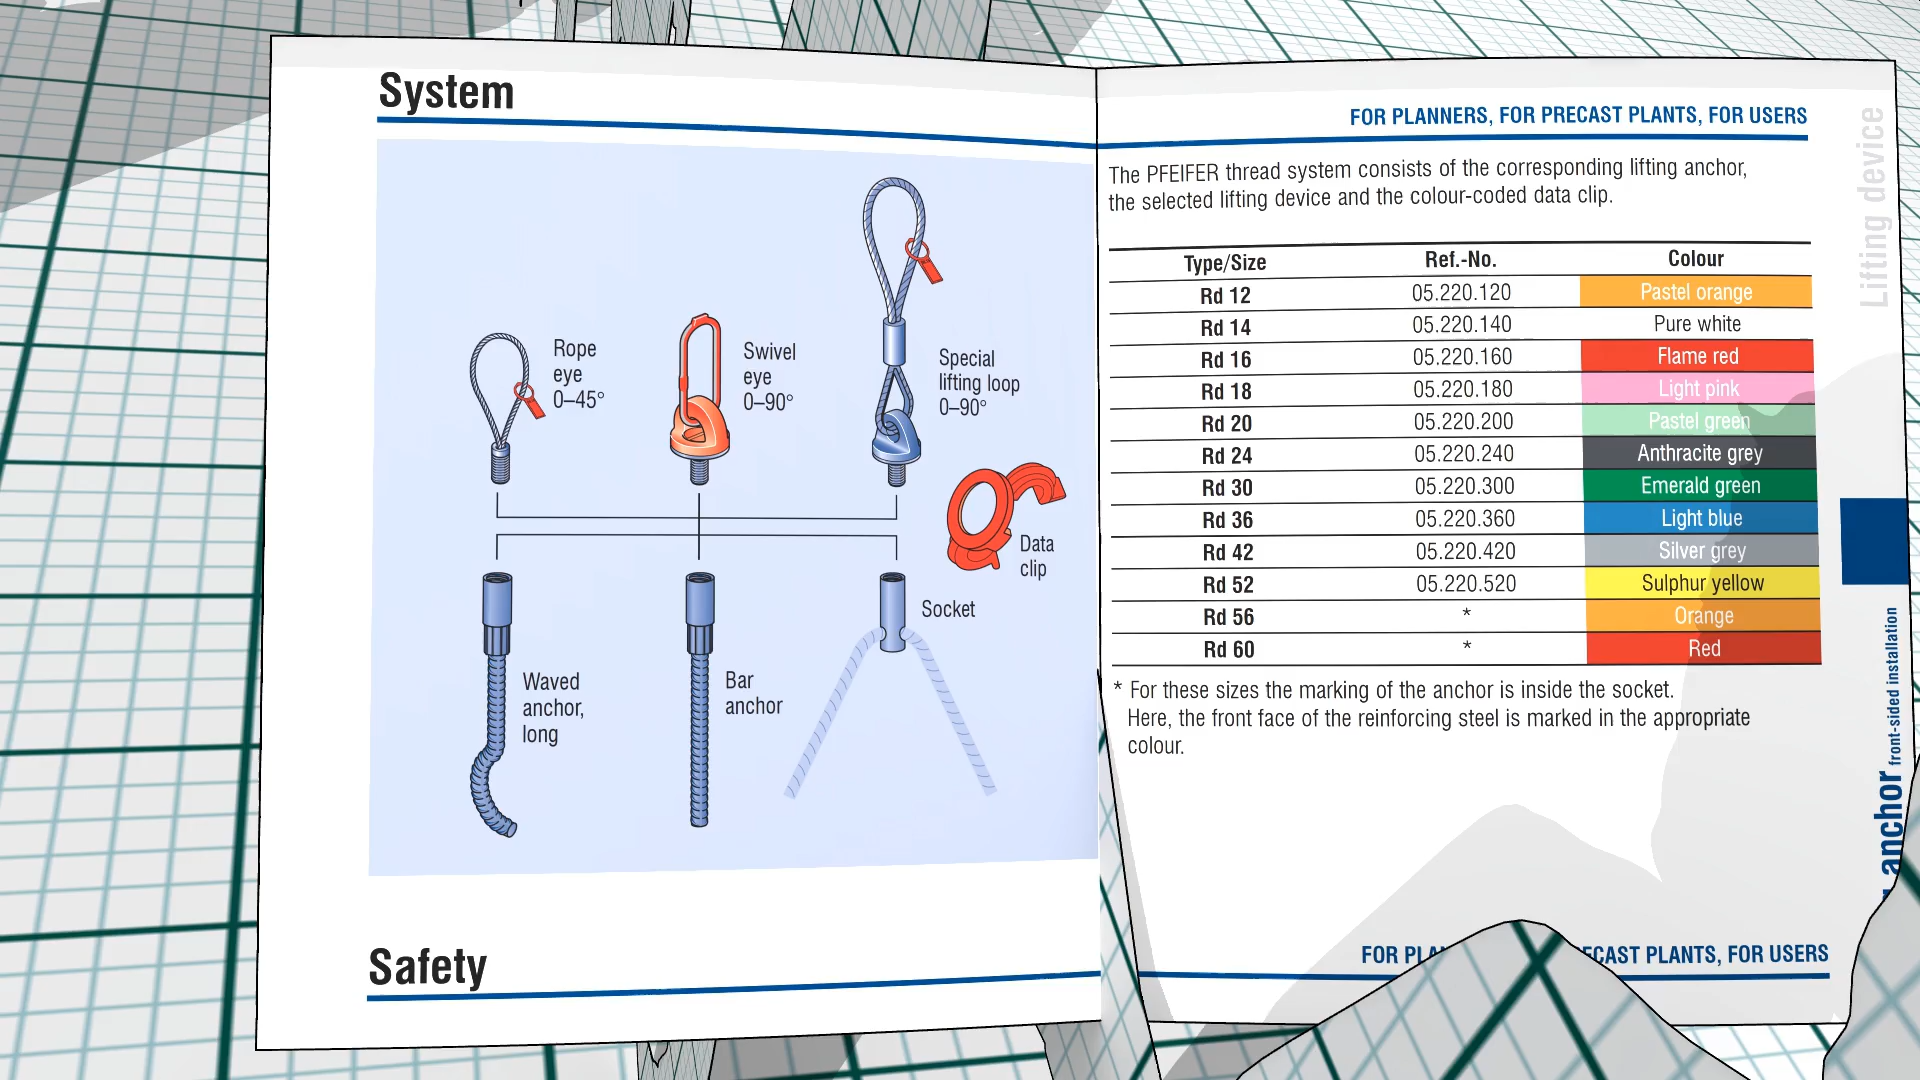 System
Rope
eye
0–45°
Swivel
eye
0–90°
Special
lifting loop
0–90°
Data
clip
Socket
Waved
anchor,
long
Bar
anchor
Safety
FOR PLANNERS, FOR PRECAST PLANTS, FOR USERS
The PFEIFER thread system consists of the corresponding lifting anchor,
the selected lifting device and the colour-coded data clip.
Type/Size Ref.-No. Colour
Rd 12 05.220.120 Pastel orange
Rd 14 05.220.140 Pure white
Rd 16 05.220.160 Flame red
Rd 18 05.220.180 Light pink
Rd 20 05.220.200 Pastel green
Rd 24 05.220.240 Anthracite grey
Rd 30 05.220.300 Emerald green
Rd 36 05.220.360 Light blue
Rd 42 05.220.420 Silver grey
Rd 52 05.220.520 Sulphur yellow
Rd 56 * Orange
Rd 60 * Red
* For these sizes the marking of the anchor is inside the socket.
Here, the front face of the reinforcing steel is marked in the appropriate
colour.
FOR PLANTS, FOR USERS
Lifting device
anchor front-sided installation